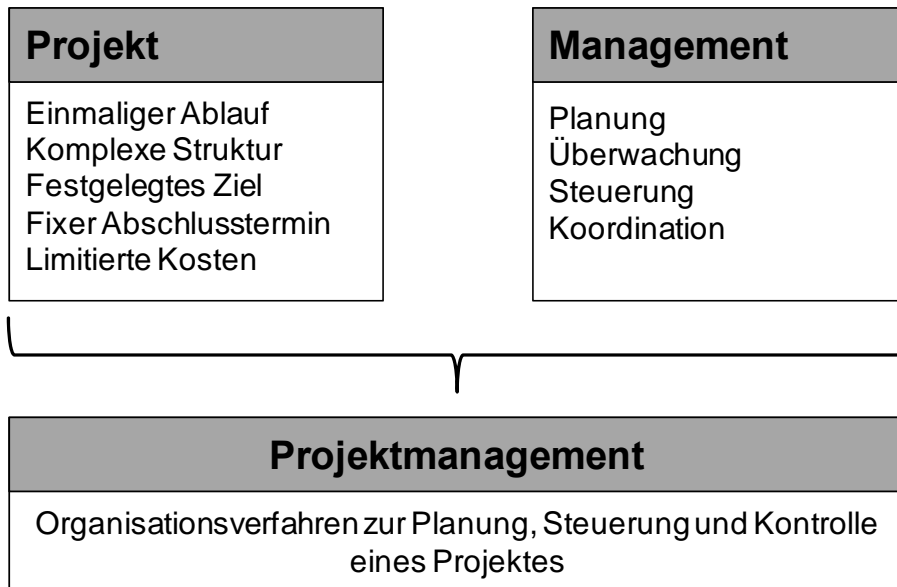 Projekt
Einmaliger Ablauf
Komplexe Struktur
Festgelegtes Ziel
Fixer Abschlusstermin
Limitierte Kosten
Management
Planung
Überwachung
Steuerung
Koordination
Projektmanagement
Organisationsverfahren zur Planung, Steuerung und Kontrolle
eines Projektes